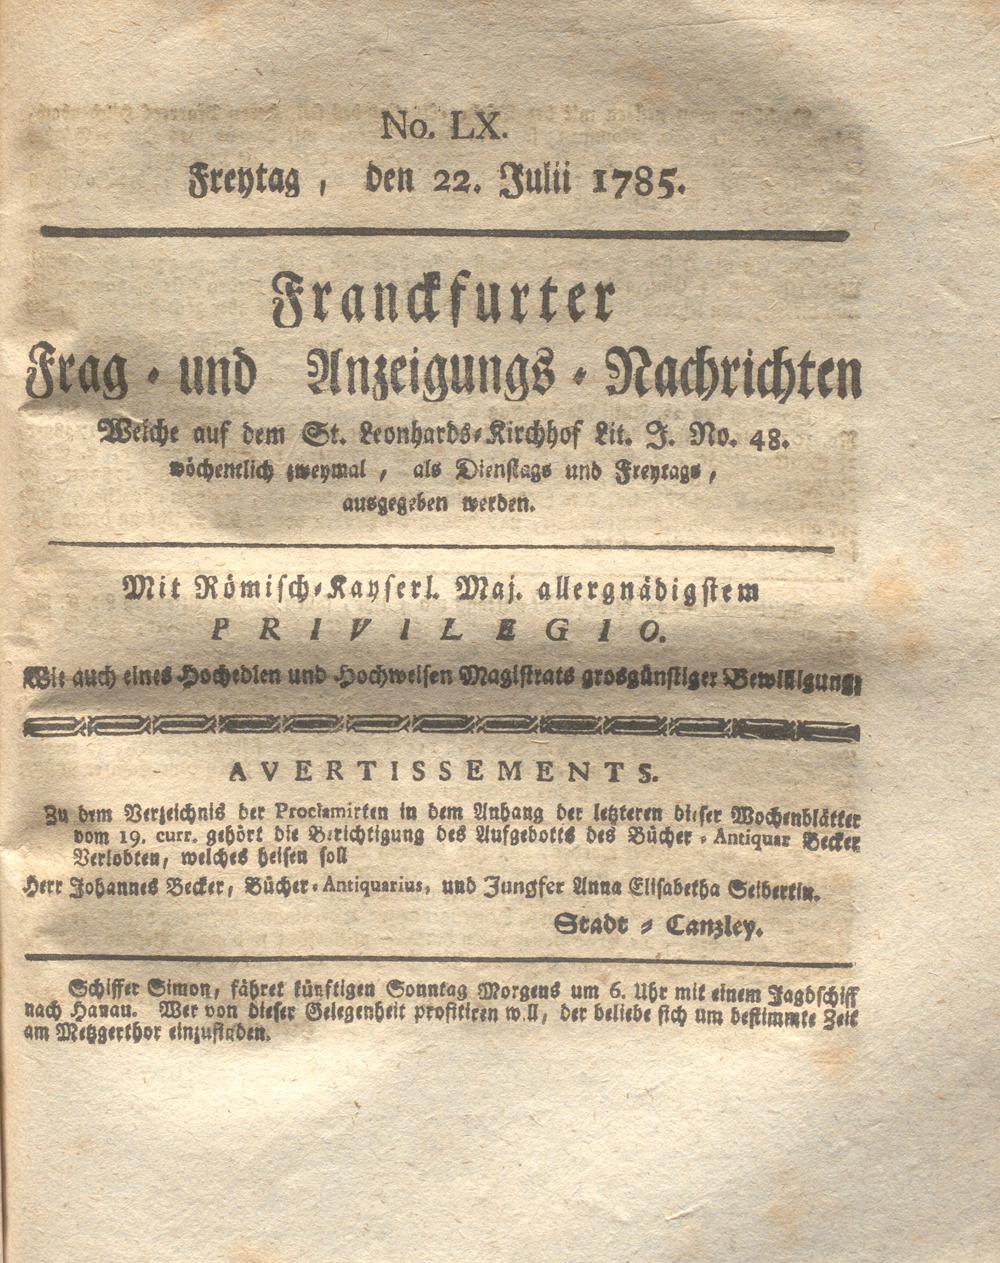 No. LX.
Freytag, den 22. Julii 1785.
Franckfurter
Frag- und Anzeigungs-Nachrichten
Welche auf dem St. Leonhards-Kirchhof Lit. J. No. 48.
wöchentlich zweymal, als Dienstags und Freytags,
ausgegeben werden.
Mit Römisch-Kayserl. Maj. allergnädigstem
PRIVILEGIO.
Wie auch eines Hochedlen und Hochweisen Magistrats grosgünstiger Bewilligung:
AVERTISSEMENTS.
Zu dem Verzeichnis der Proclamirten in dem Anhang der letzteren dieser Wochenblätter
vom 19. curr. gehört die Berichtigung des Aufgebotts des Bücher-Antiquar Becker
Verlobten, welches heisen soll
Herr Johannes Becker, Bücher-Antiquarius, und Jungfer Anna Elisabetha Seibertin.
Stadt-Canzley.
Schiffer Simon, fähret künftigen Sonntag Morgens um 6. Uhr mit einem Jagdschiff
nach Hanau. Wer von dieser Gelegenheit profitiren will, der beliebe sich um bestimmte Zeit
am Metzgerthor einzufinden.